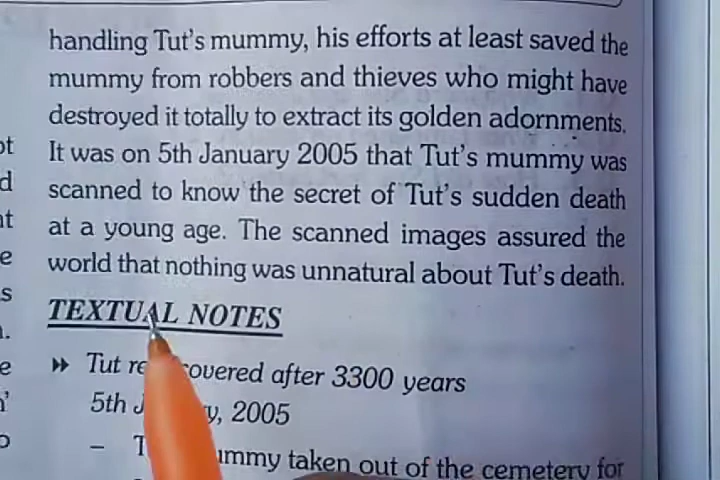 handling Tut's mummy, his efforts at least saved the
mummy from robbers and thieves who might have
destroyed it totally to extract its golden adornments.
It was on 5th January 2005 that Tut's mummy was
scanned to know the secret of Tut's sudden death
at a young age. The scanned images assured the
world that nothing was unnatural about Tut's death.
TEXTUAL NOTES
Tut after 3300 years
5th 2005
– taken out of the cemetery for